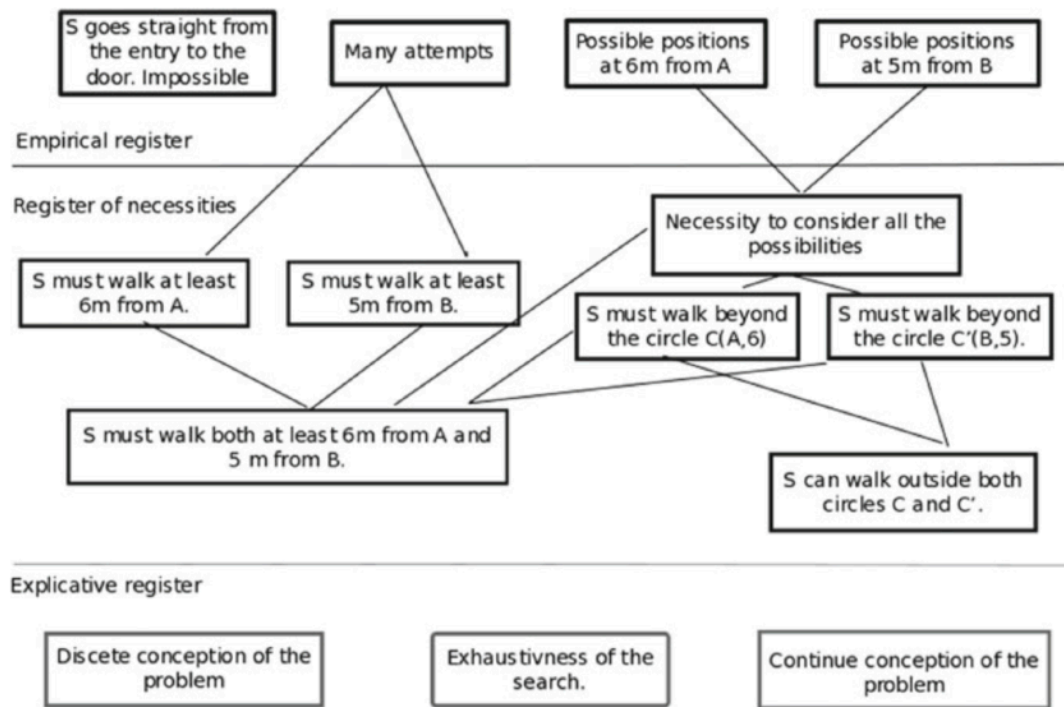 S goes straight from
the entry to the
door. Impossible
Many attempts
Possible positions
at 6m from A
Possible positions
at 5m from B
Empirical register
Register of necessities
Necessity to consider all the
possibilities
S must walk at least
6m from A.
S must walk at least
5m from B.
S must walk beyond
the circle C(A,6)
S must walk beyond
the circle C’(B,5).
S must walk both at least 6m from A and
5 m from B.
S can walk outside both
circles C and C’.
Explicative register
Discete conception of the
problem
Exhaustivness of the
search.
Continue conception of the
problem